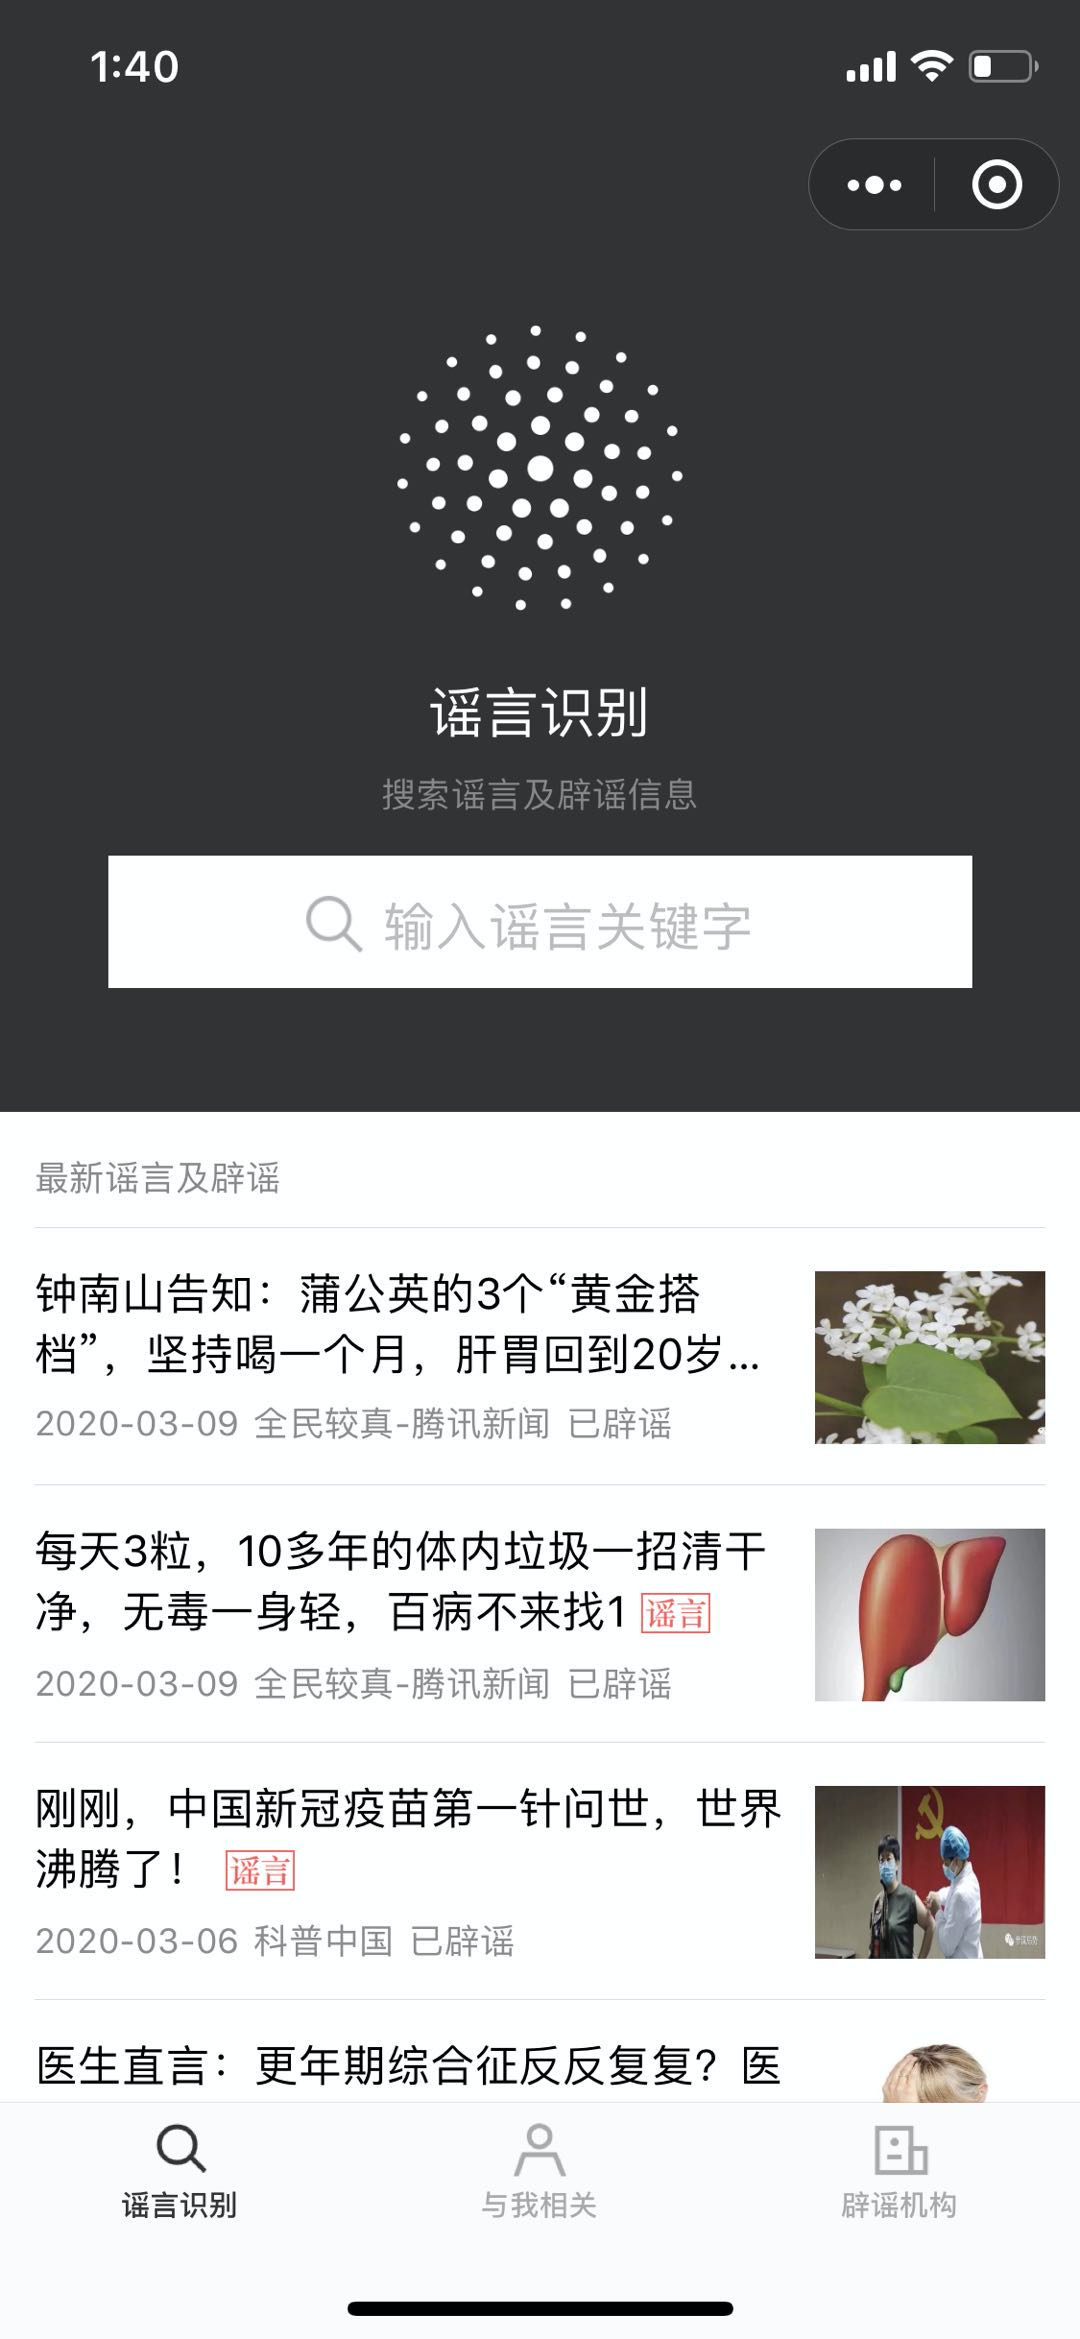 1:40
谣言识别
搜索谣言及辟谣信息
输入谣言关键字
最新谣言及辟谣
钟南山告知：蒲公英的3个“黄金搭
档”，坚持喝一个月，肝胃回到20岁...
2020-03-09 全民较真-腾讯新闻 已辟谣
每天3粒，10多年的体内垃圾一招清干
净，无毒一身轻，百病不来找1 谣言
2020-03-09 全民较真-腾讯新闻 已辟谣
刚刚，中国新冠疫苗第一针问世，世界
沸腾了！ 谣言
2020-03-06 科普中国 已辟谣
医生直言：更年期综合征反反复复？医
谣言识别
与我相关
辟谣机构